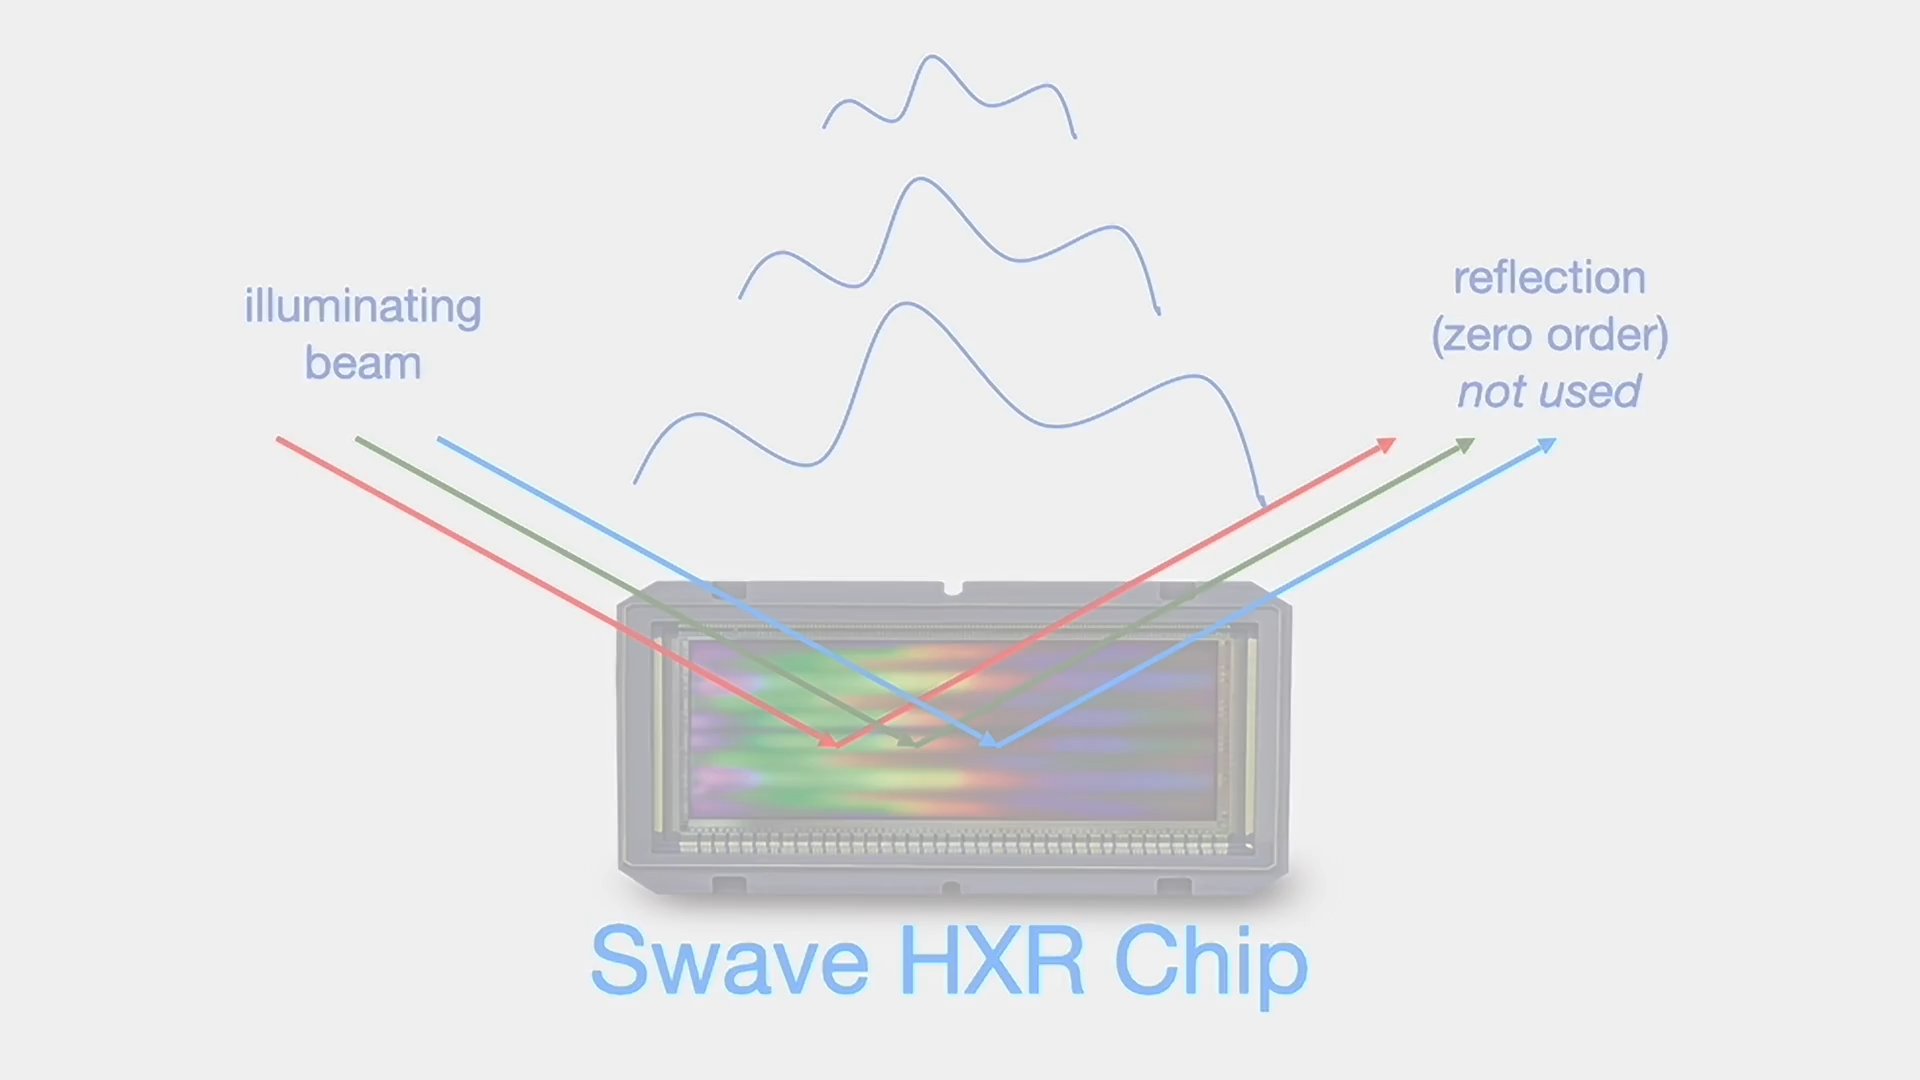 illuminating
beam
reflection
(zero order)
not used
Swave HXR Chip